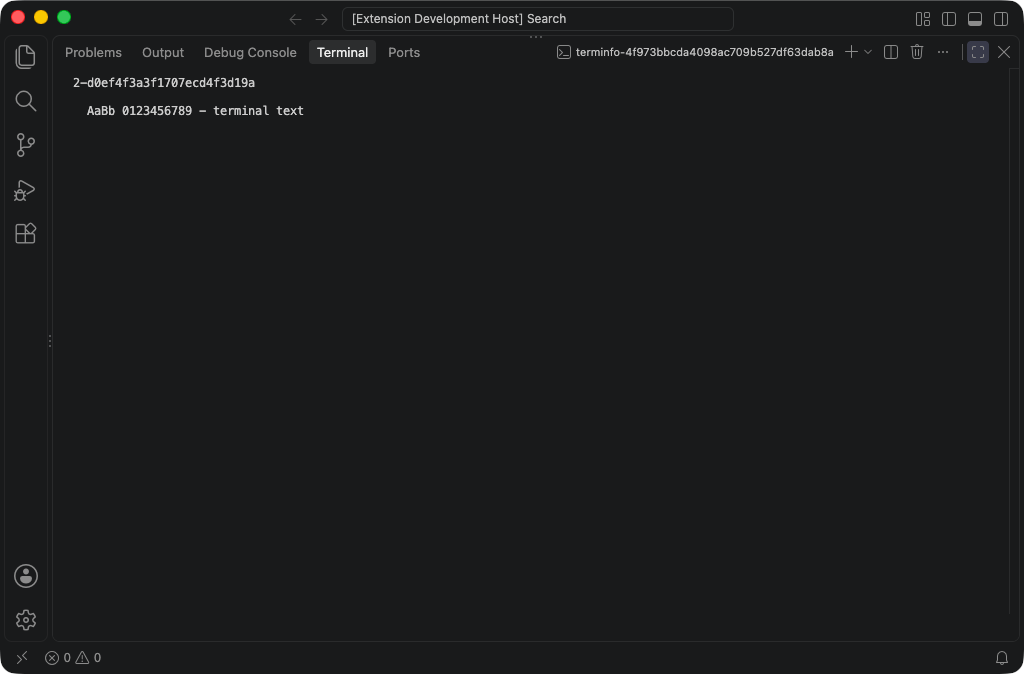 [Extension Development Host] Search
Problems Output Debug Console Terminal Ports terminfo-4f973bbcda4098ac709b527df63dab8a
2-d0ef4f3a3f1707ecd4f3d19a
AaBb 0123456789 – terminal text
0 0